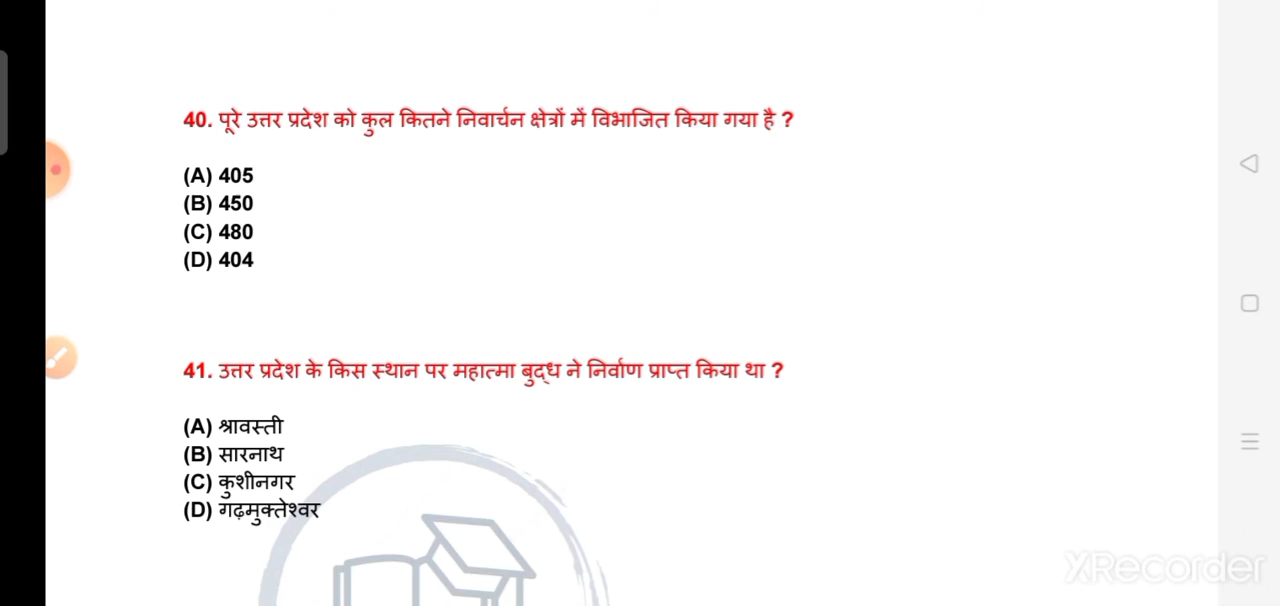 40. पूरे उत्तर प्रदेश को कुल कितने निवार्चन क्षेत्रों में विभाजित किया गया है ?
(A) 405
(B) 450
(C) 480
(D) 404
41. उत्तर प्रदेश के किस स्थान पर महात्मा बुद्ध ने निर्वाण प्राप्त किया था ?
(A) श्रावस्ती
(B) सारनाथ
(C) कुशीनगर
(D) गढ़मुक्तेश्वर
XRecorder